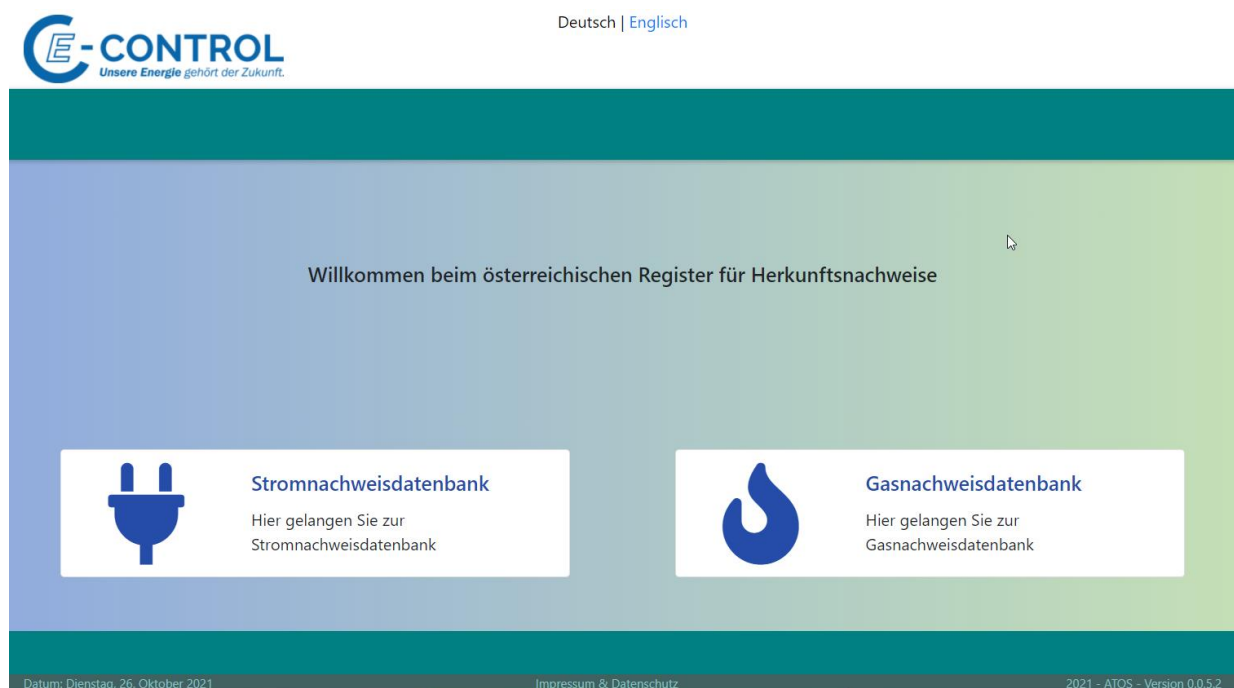 E-CONTROL
Unsere Energie gehört der Zukunft.
Deutsch | Englisch
Willkommen beim österreichischen Register für Herkunftsnachweise
Stromnachweisdatenbank
Hier gelangen Sie zur
Stromnachweisdatenbank
Gasnachweisdatenbank
Hier gelangen Sie zur
Gasnachweisdatenbank
Datum: Dienstag, 26. Oktober 2021
Impressum & Datenschutz
2021 - ATOS - Version 0.0.5.2